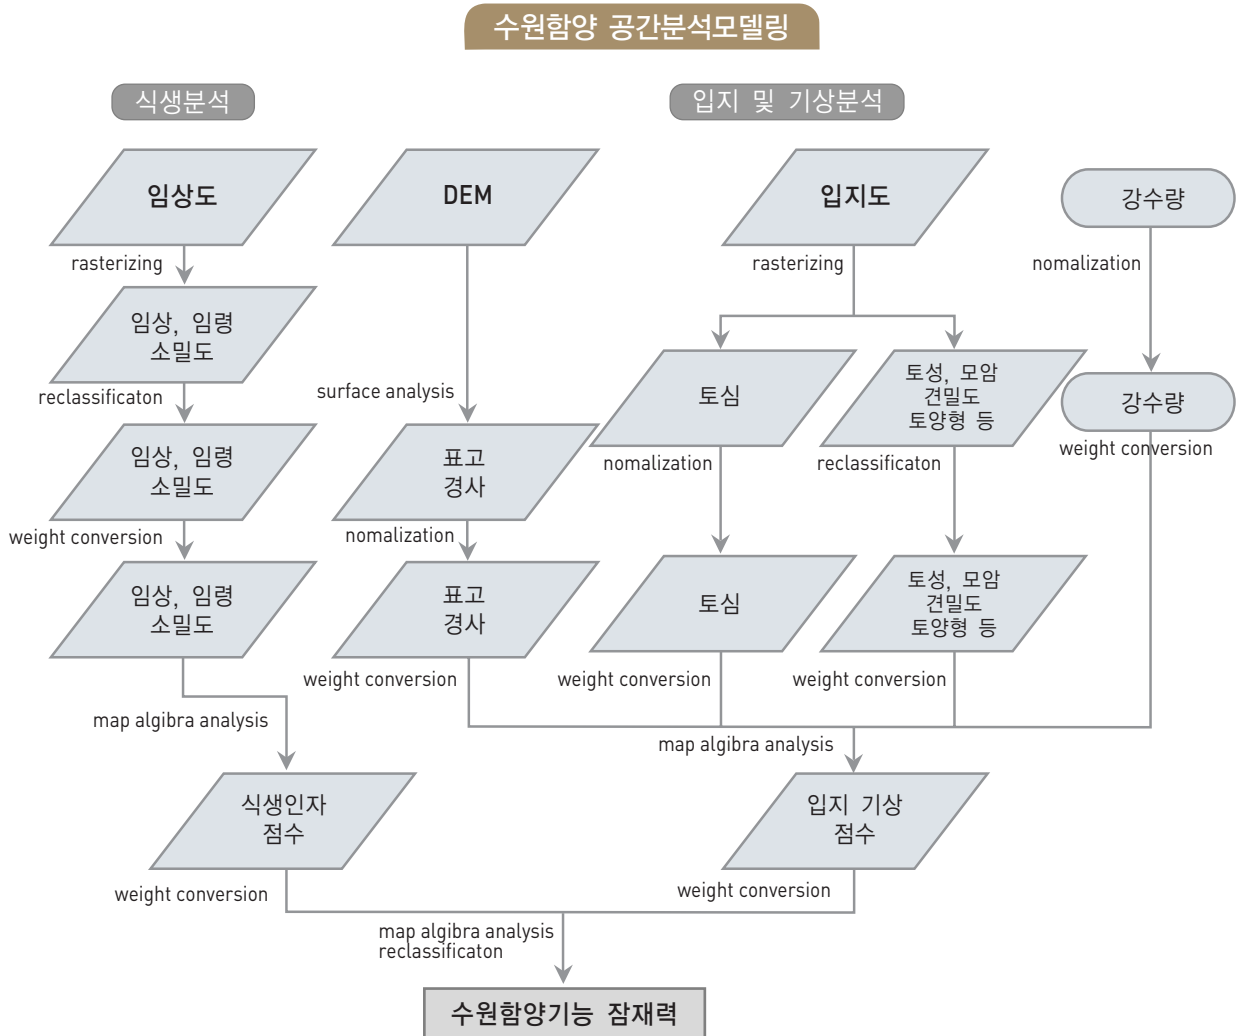 수원함양 공간분석모델링
식생분석
입지 및 기상분석
임상도
DEM
입지도
강수량
rasterizing
rasterizing
nomalization
임상, 임령
소밀도
reclassificaton
surface analysis
토심
토성, 모암
견밀도
토양형 등
강수량
임상, 임령
소밀도
표고
경사
nomalization
reclassificaton
weight conversion
weight conversion
nomalization
임상, 임령
소밀도
표고
경사
토심
토성, 모암
견밀도
토양형 등
weight conversion
weight conversion
weight conversion
map algibra analysis
map algibra analysis
식생인자
점수
입지 기상
점수
weight conversion
weight conversion
map algibra analysis
reclassificaton
수원함양기능 잠재력